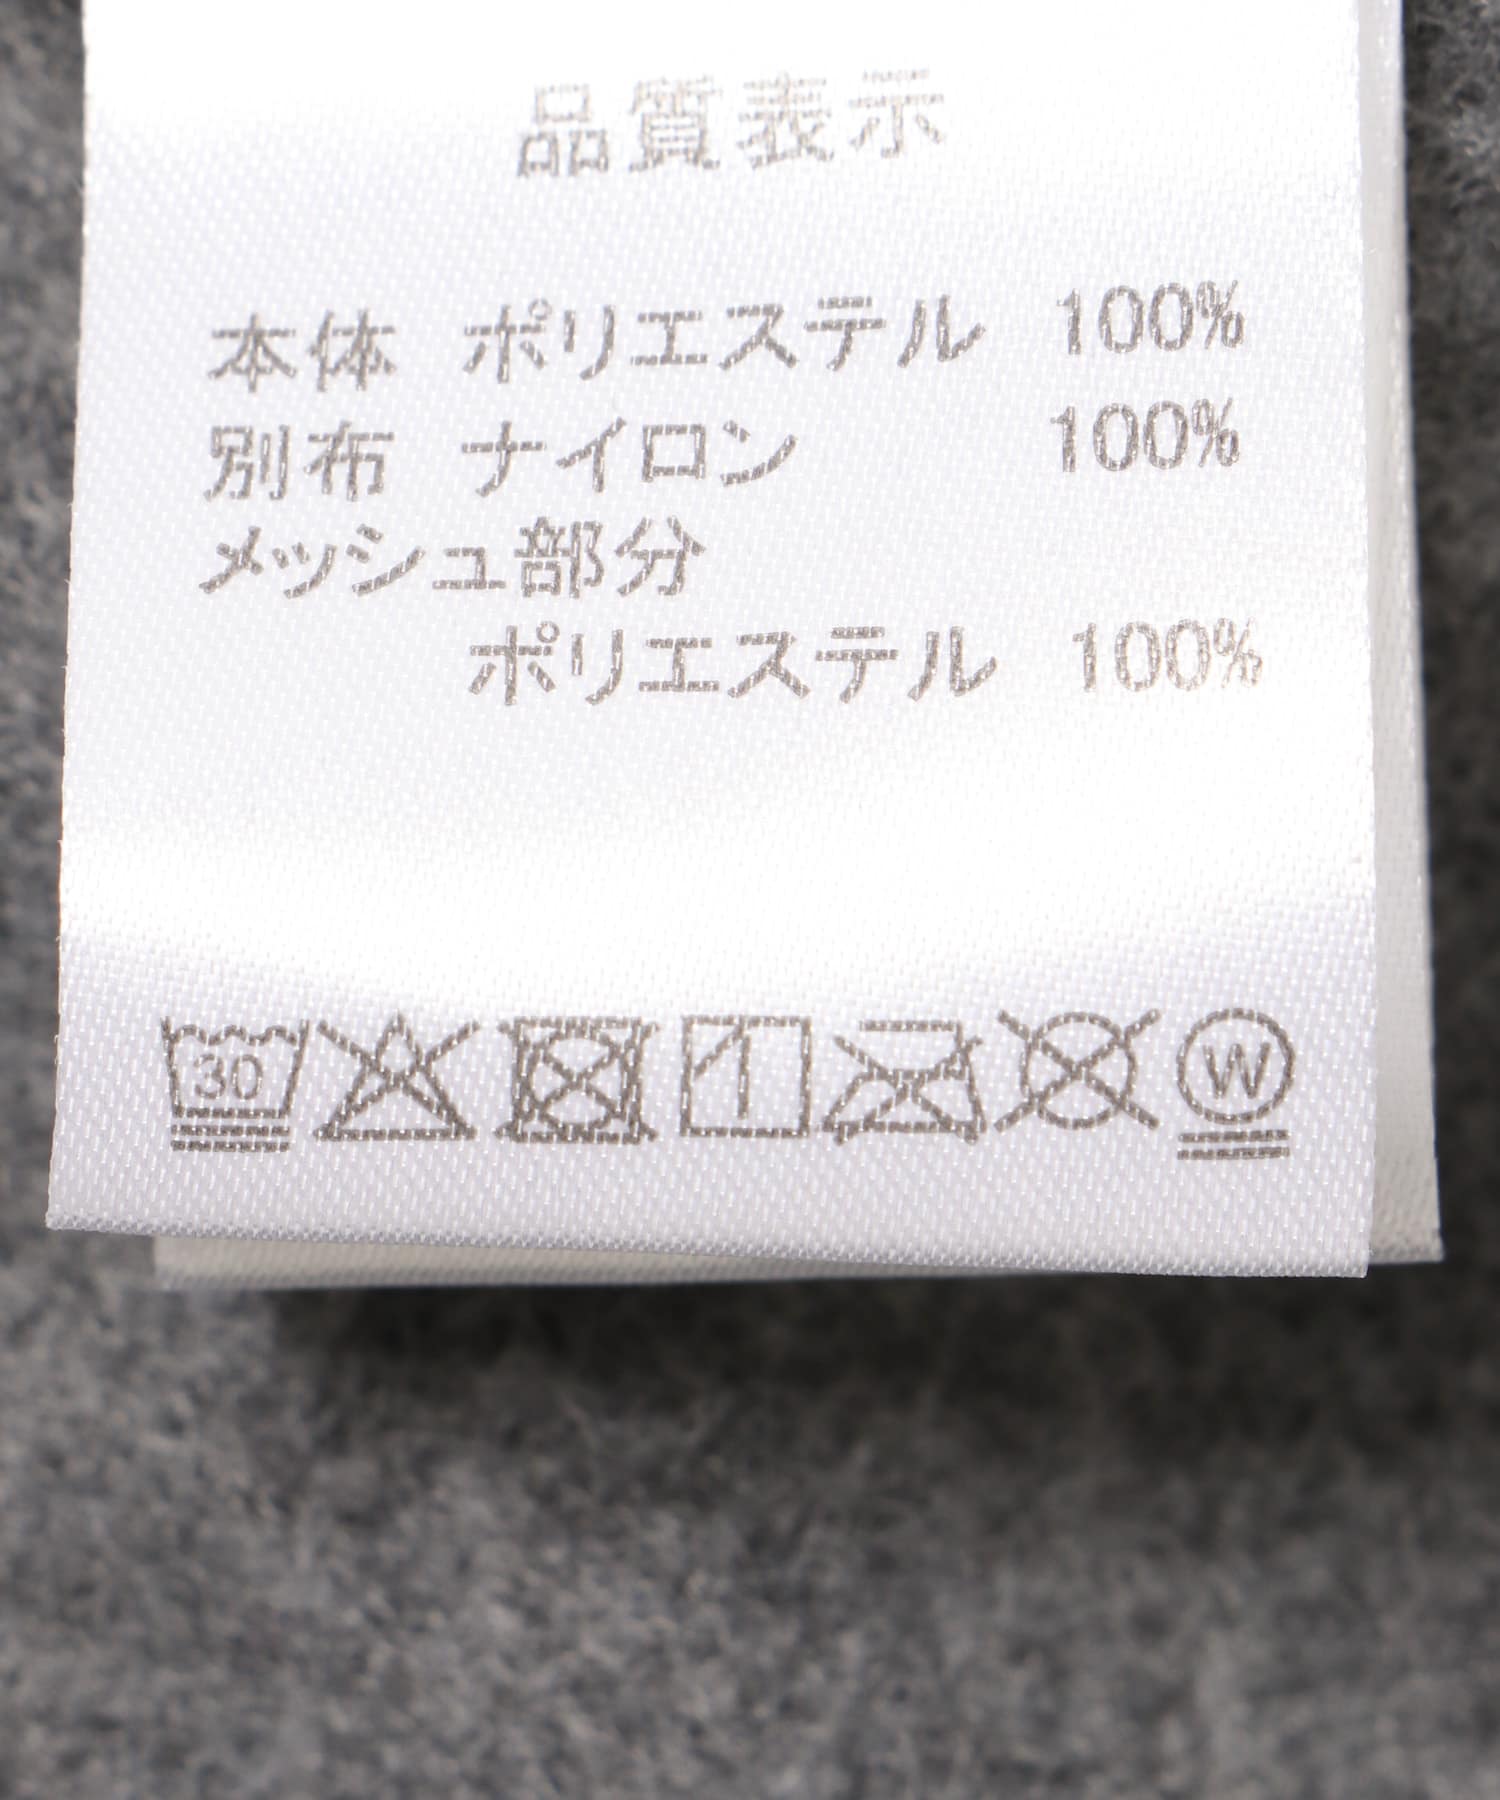 品質表示
本体 ポリエステル 100%
別布 ナイロン 100%
メッシュ部分
ポリエステル 100%
30 W